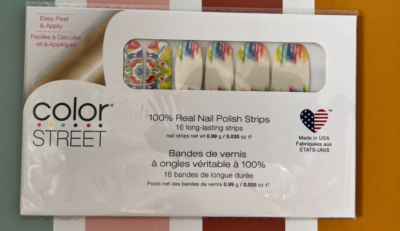 Easy Peel
& Apply
Faciles à Décoller
et à Appliquer
color
STREET
100% Real Nail Polish Strips
16 long-lasting strips
nail strips net wt 0.99 g / 0.035 oz ℮
Made in USA
Fabriquées aux
ÉTATS-UNIS
Bandes de vernis
à ongles véritable à 100%
16 bandes de longue durée
Poids net des bandes de vernis 0.99 g / 0.035 oz ℮